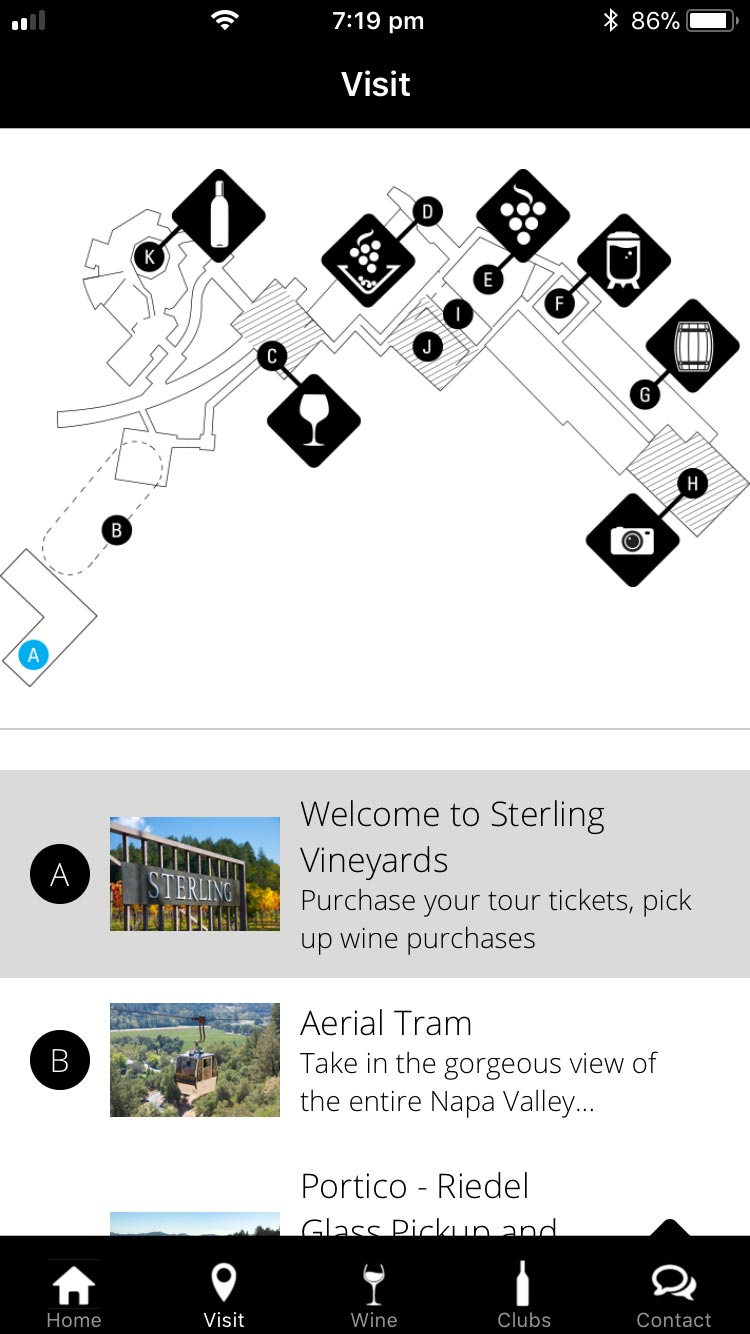 7:19 pm
86%
Visit
D
K
E
F
I
J
C
G
H
B
A
A
STERLING
Welcome to Sterling
Vineyards
Purchase your tour tickets, pick
up wine purchases
B
Aerial Tram
Take in the gorgeous view of
the entire Napa Valley...
Portico - Riedel
Glass Pickup and
Home
Visit
Wine
Clubs
Contact